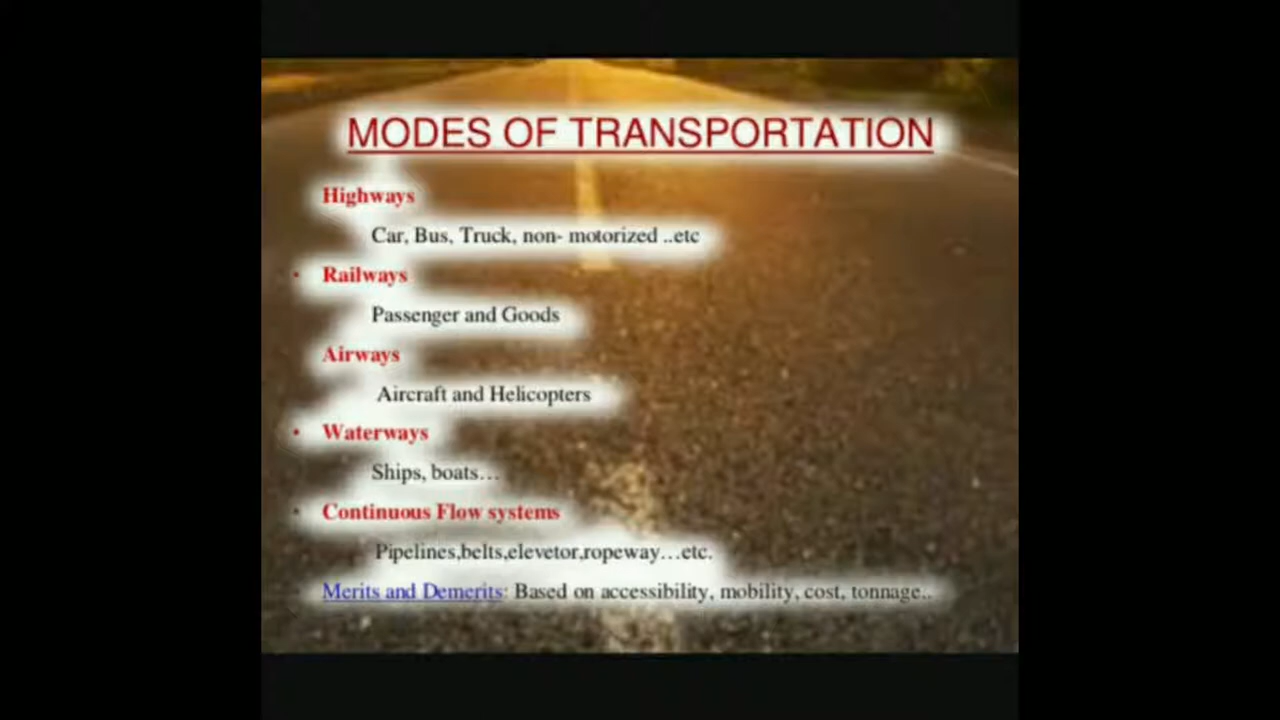 MODES OF TRANSPORTATION
Highways
Car, Bus, Truck, non- motorized ..etc
• Railways
Passenger and Goods
Airways
Aircraft and Helicopters
• Waterways
Ships, boats…
• Continuous Flow systems
Pipelines,belts,elevetor,ropeway…etc.
Merits and Demerits: Based on accessibility, mobility, cost, tonnage..